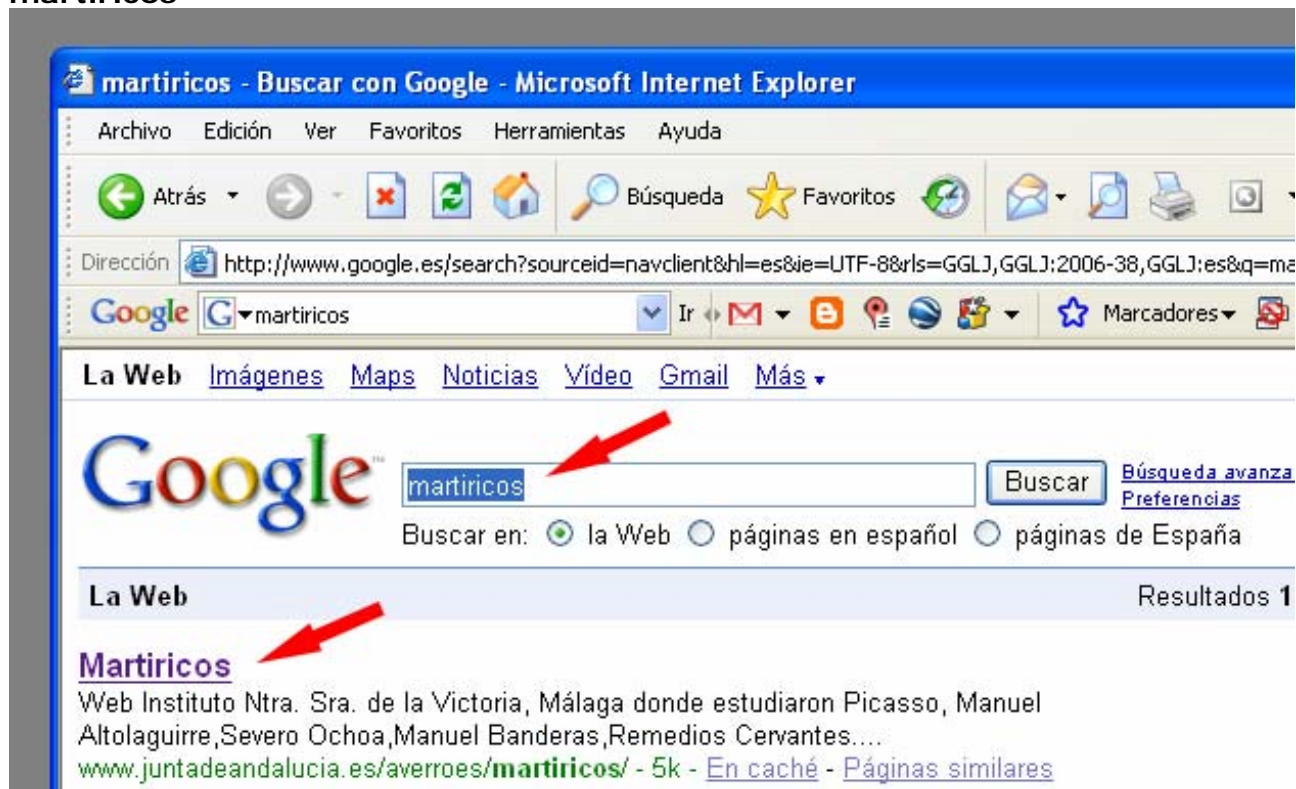 martiricos
martiricos - Buscar con Google - Microsoft Internet Explorer
Archivo Edición Ver Favoritos Herramientas Ayuda
Atrás Búsqueda Favoritos
Dirección http://www.google.es/search?sourceid=navclient&hl=es&ie=UTF-8&rls=GGLJ,GGLJ:2006-38,GGLJ:es&q=ma
Google G martiricos Ir Marcadores
La Web Imágenes Maps Noticias Vídeo Gmail Más
Google™ martiricos Buscar Búsqueda avanza
Preferencias
Buscar en: la Web páginas en español páginas de España
La Web Resultados 1
Martiricos
Web Instituto Ntra. Sra. de la Victoria, Málaga donde estudiaron Picasso, Manuel
Altolaguirre,Severo Ochoa,Manuel Banderas,Remedios Cervantes....
www.juntadeandalucia.es/averroes/martiricos/ - 5k - En caché - Páginas similares